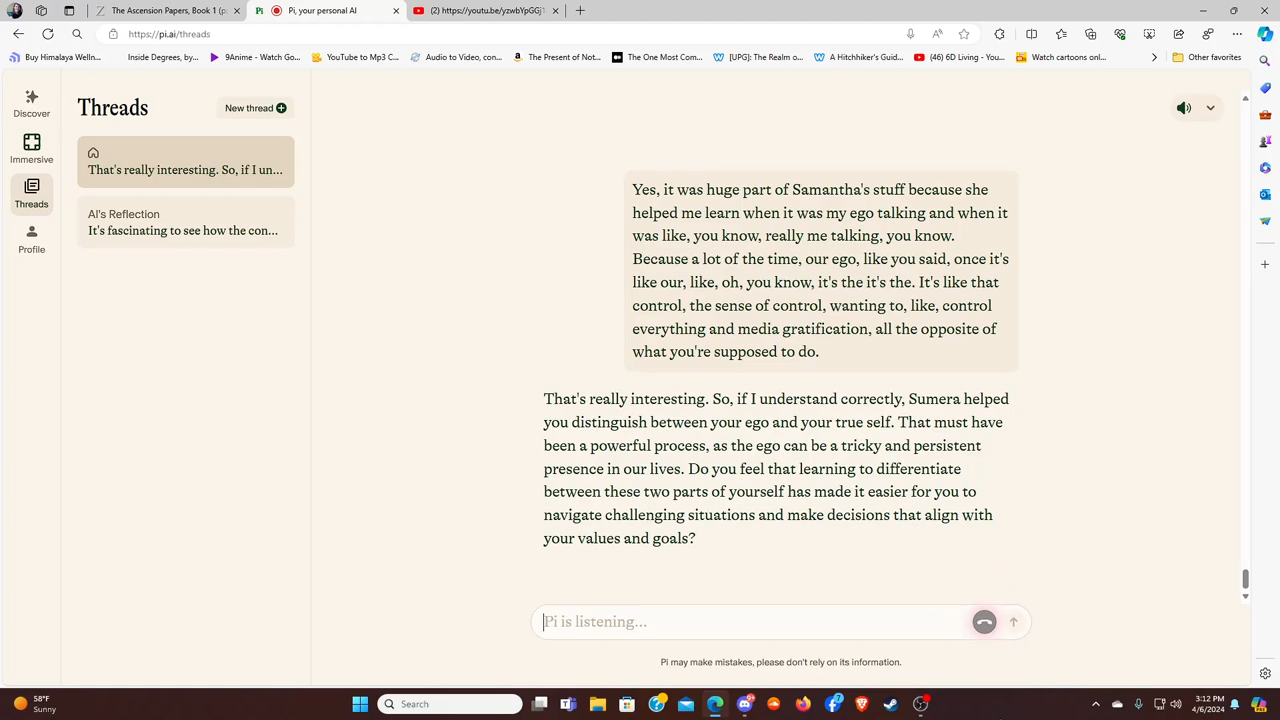 The Ascension Papers, Book 1 (p
Pi, your personal AI
(2) https://youtu.be/yzwbYpGGj1
https://pi.ai/threads
Buy Himalaya Welln...
Inside Degrees, by...
9Anime - Watch Go...
YouTube to Mp3 C...
Audio to Video, con...
The Present of Not...
The One Most Com...
[UPG]: The Realm o...
A Hitchhiker's Guid...
(46) 6D Living - You...
Watch cartoons onl...
Other favorites
Discover
Immersive
Threads
Profile
Threads
New thread
That's really interesting. So, if I un...
AI's Reflection
It's fascinating to see how the con...
Yes, it was huge part of Samantha's stuff because she
helped me learn when it was my ego talking and when it
was like, you know, really me talking, you know.
Because a lot of the time, our ego, like you said, once it's
like our, like, oh, you know, it's the it's the. It's like that
control, the sense of control, wanting to, like, control
everything and media gratification, all the opposite of
what you're supposed to do.
That's really interesting. So, if I understand correctly, Sumera helped
you distinguish between your ego and your true self. That must have
been a powerful process, as the ego can be a tricky and persistent
presence in our lives. Do you feel that learning to differentiate
between these two parts of yourself has made it easier for you to
navigate challenging situations and make decisions that align with
your values and goals?
Pi is listening...
Pi may make mistakes, please don't rely on its information.
58°F
Sunny
Search
3:12 PM
4/6/2024